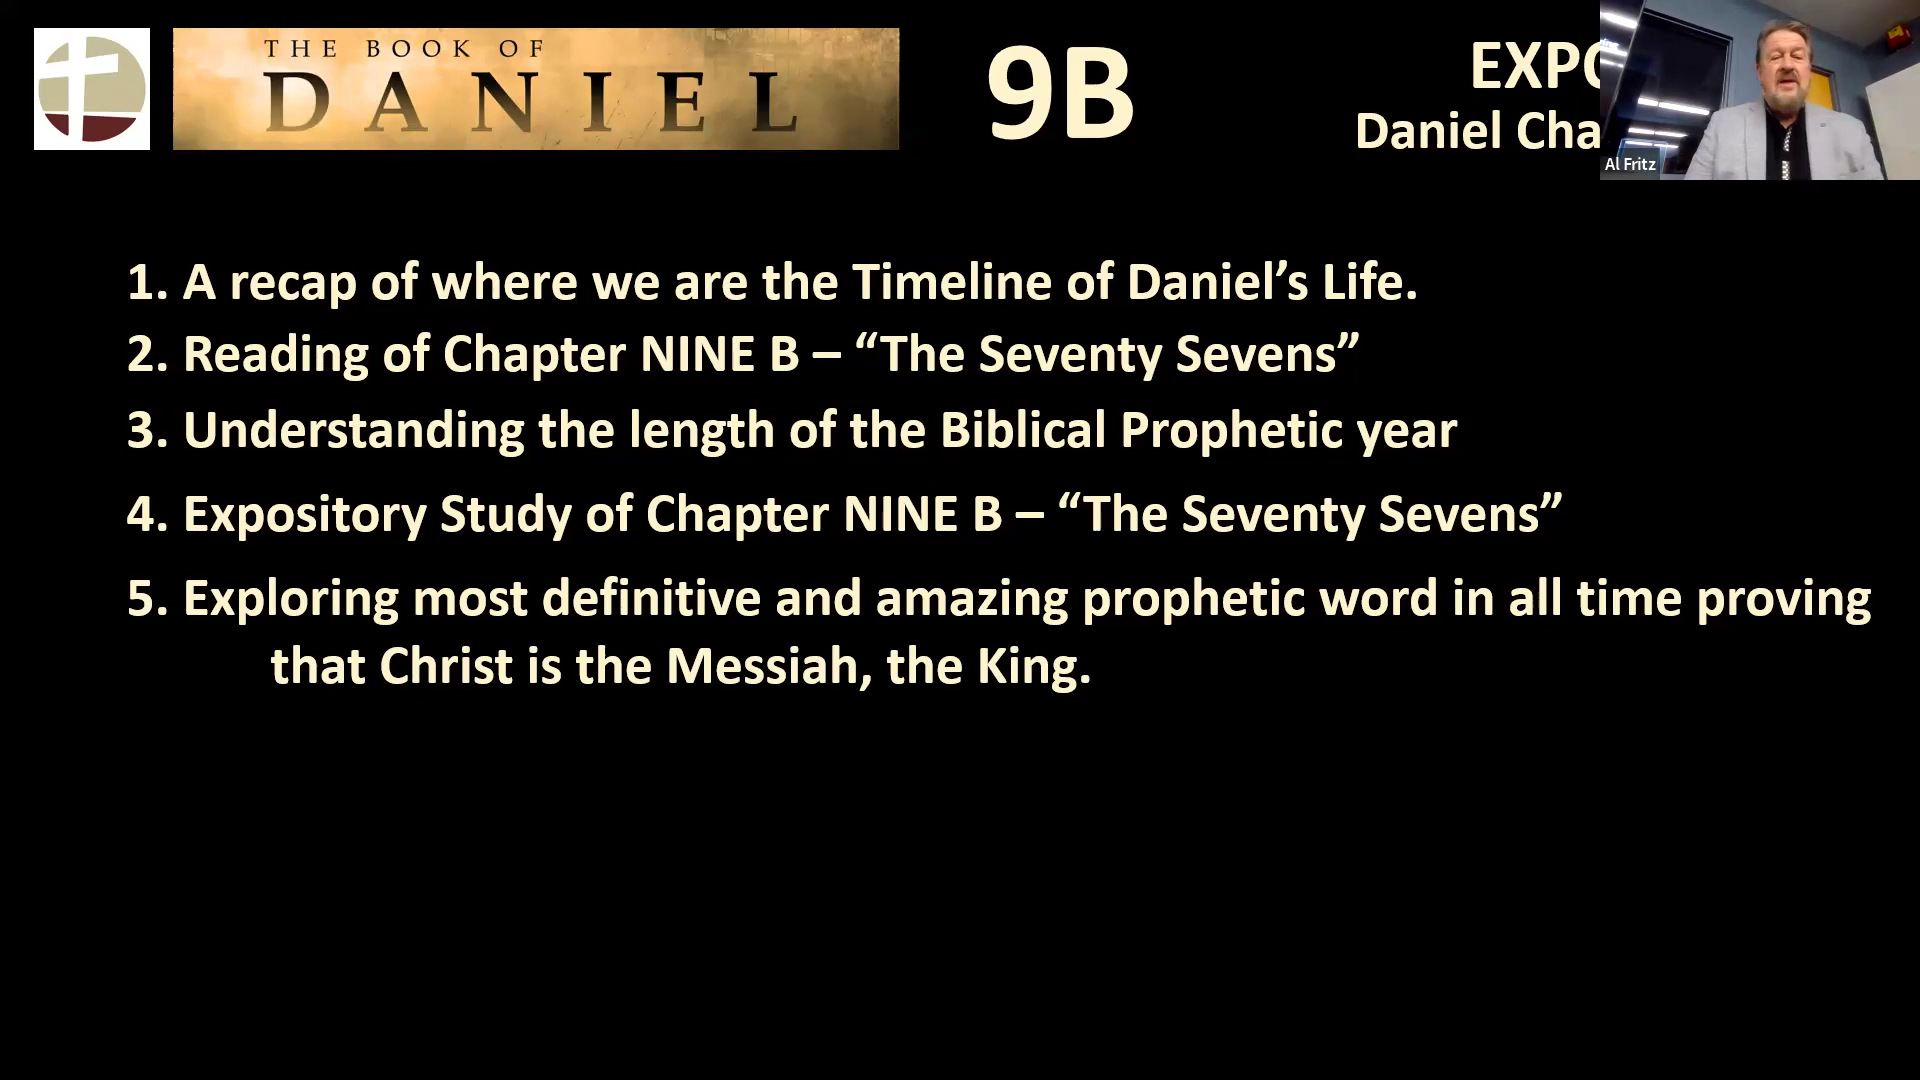 THE BOOK OF
DANIEL
9B
EXPO
Daniel Cha
Al Fritz
1. A recap of where we are the Timeline of Daniel’s Life.
2. Reading of Chapter NINE B – “The Seventy Sevens”
3. Understanding the length of the Biblical Prophetic year
4. Expository Study of Chapter NINE B – “The Seventy Sevens”
5. Exploring most definitive and amazing prophetic word in all time proving
that Christ is the Messiah, the King.